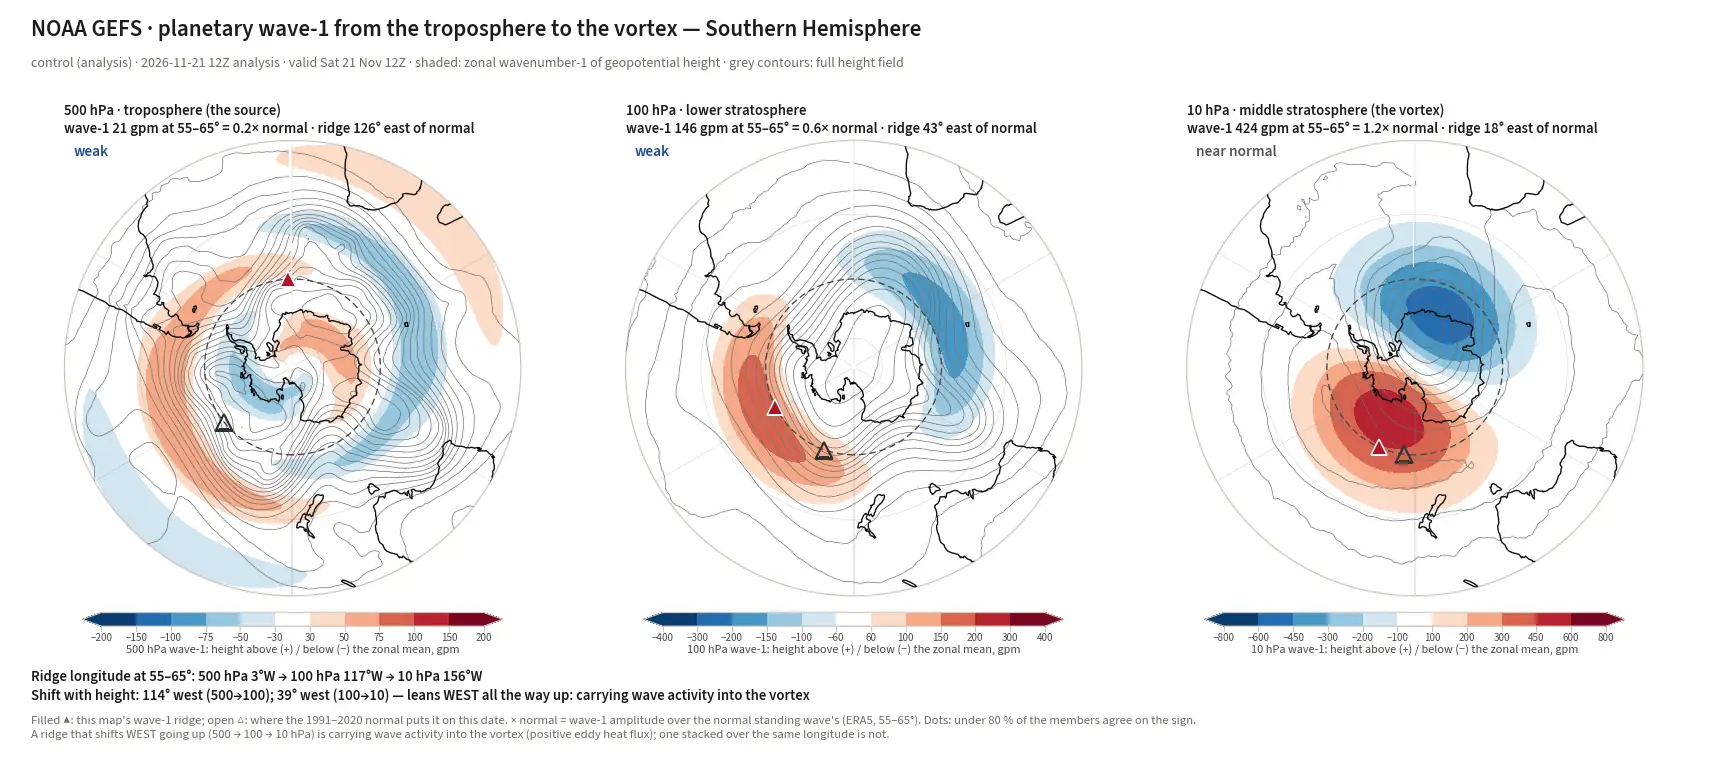 NOAA GEFS · planetary wave-1 from the troposphere to the vortex — Southern Hemisphere
control (analysis) · 2026-11-21 12Z analysis · valid Sat 21 Nov 12Z · shaded: zonal wavenumber-1 of geopotential height · grey contours: full height field
500 hPa · troposphere (the source)
wave-1 21 gpm at 55–65° = 0.2× normal · ridge 126° east of normal
weak
100 hPa · lower stratosphere
wave-1 146 gpm at 55–65° = 0.6× normal · ridge 43° east of normal
weak
10 hPa · middle stratosphere (the vortex)
wave-1 424 gpm at 55–65° = 1.2× normal · ridge 18° east of normal
near normal
−200 −150 −100 −75 −50 −30 30 50 75 100 150 200
500 hPa wave-1: height above (+) / below (−) the zonal mean, gpm
−400 −300 −200 −150 −100 −60 60 100 150 200 300 400
100 hPa wave-1: height above (+) / below (−) the zonal mean, gpm
−800 −600 −450 −300 −200 −100 100 200 300 450 600 800
10 hPa wave-1: height above (+) / below (−) the zonal mean, gpm
Ridge longitude at 55–65°: 500 hPa 3°W → 100 hPa 117°W → 10 hPa 156°W
Shift with height: 114° west (500→100); 39° west (100→10) — leans WEST all the way up: carrying wave activity into the vortex
Filled ▲: this map's wave-1 ridge; open △: where the 1991–2020 normal puts it on this date. × normal = wave-1 amplitude over the normal standing wave's (ERA5, 55–65°). Dots: under 80 % of the members agree on the sign.
A ridge that shifts WEST going up (500 → 100 → 10 hPa) is carrying wave activity into the vortex (positive eddy heat flux); one stacked over the same longitude is not.